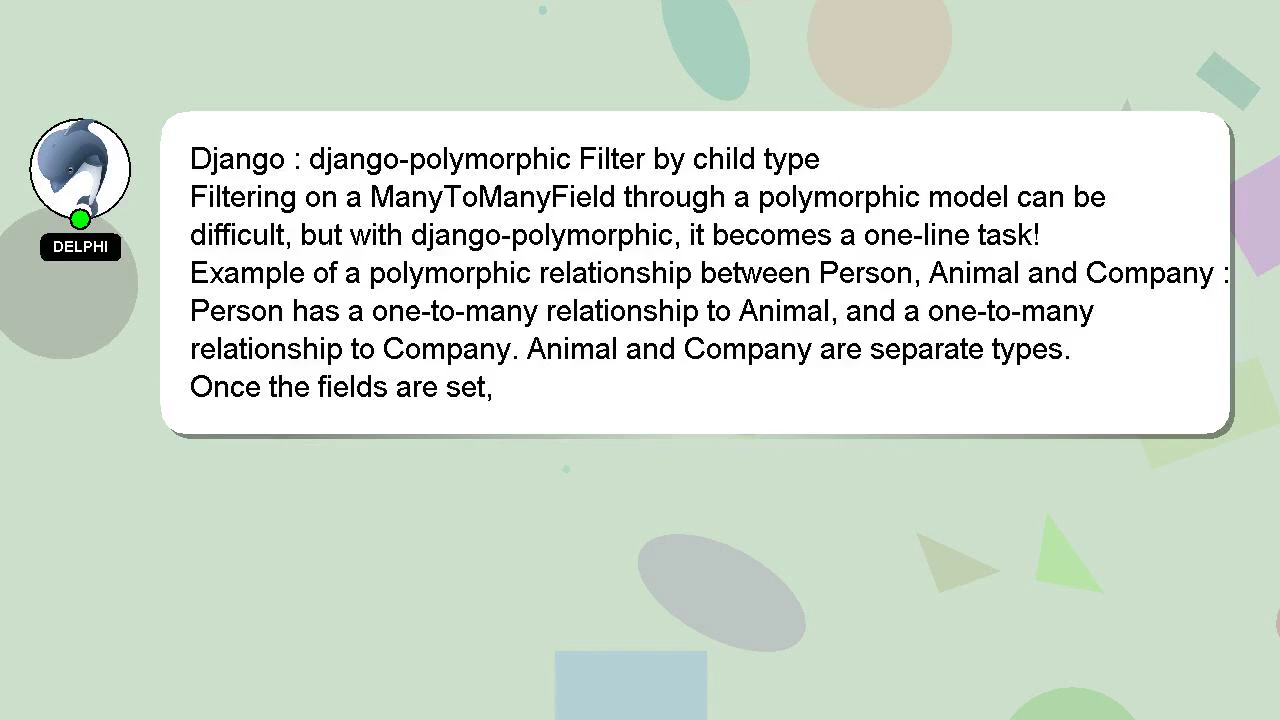 Django : django-polymorphic Filter by child type
Filtering on a ManyToManyField through a polymorphic model can be
difficult, but with django-polymorphic, it becomes a one-line task!
Example of a polymorphic relationship between Person, Animal and Company :
Person has a one-to-many relationship to Animal, and a one-to-many
relationship to Company. Animal and Company are separate types.
Once the fields are set,
DELPHI